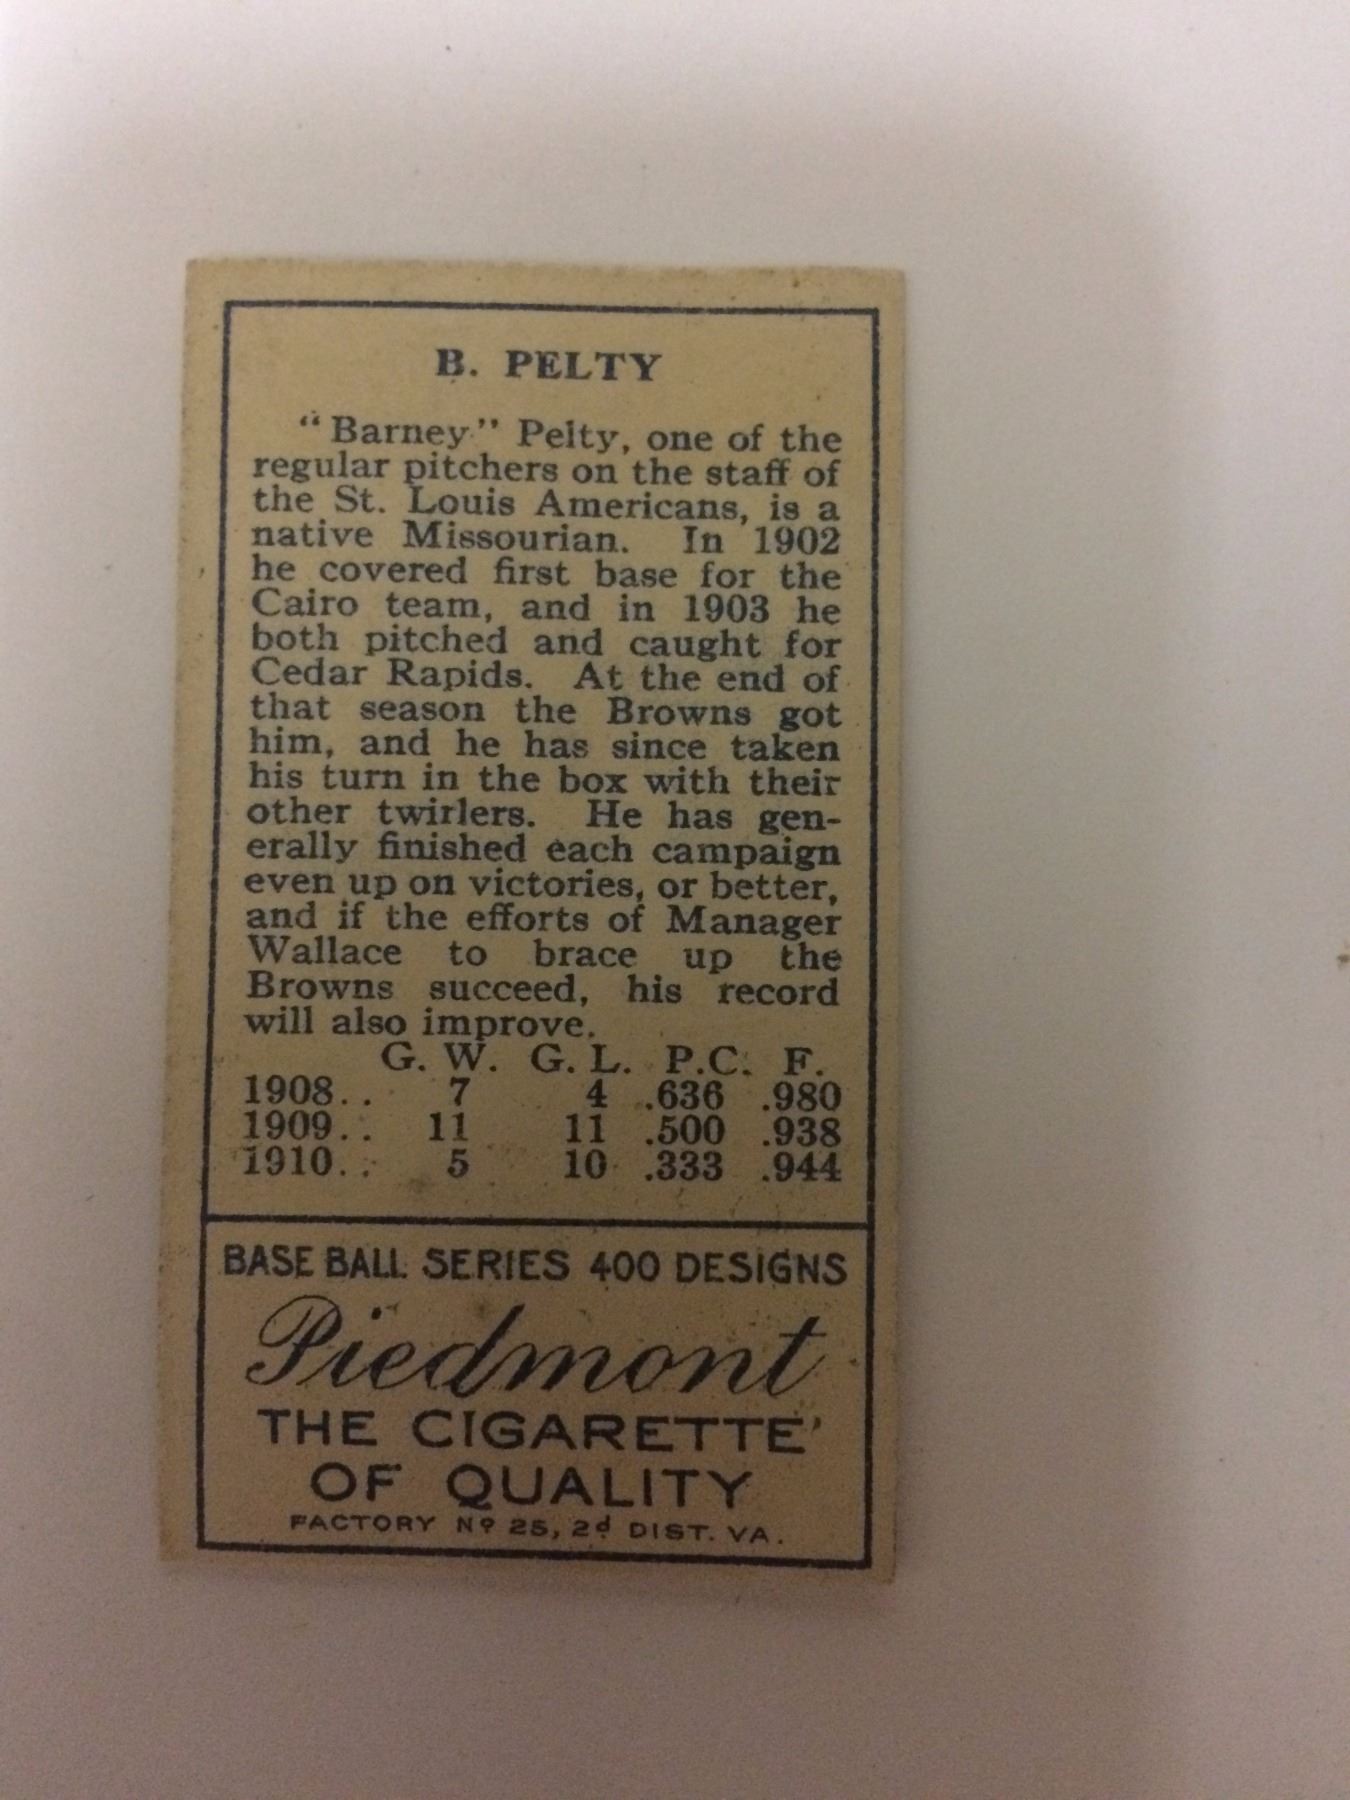 B. PELTY
"Barney" Pelty, one of the
regular pitchers on the staff of
the St. Louis Americans, is a
native Missourian. In 1902
he covered first base for the
Cairo team, and in 1903 he
both pitched and caught for
Cedar Rapids. At the end of
that season the Browns got
him, and he has since taken
his turn in the box with their
other twirlers. He has gen-
erally finished each campaign
even up on victories, or better,
and if the efforts of Manager
Wallace to brace up the
Browns succeed, his record
will also improve.
G. W. G. L. P.C. F.
1908.. 7 4 .636 .980
1909.. 11 11 .500 .938
1910.. 5 10 .333 .944
BASE BALL SERIES 400 DESIGNS
Piedmont
THE CIGARETTE
OF QUALITY
FACTORY Nº 25, 2d DIST. VA.